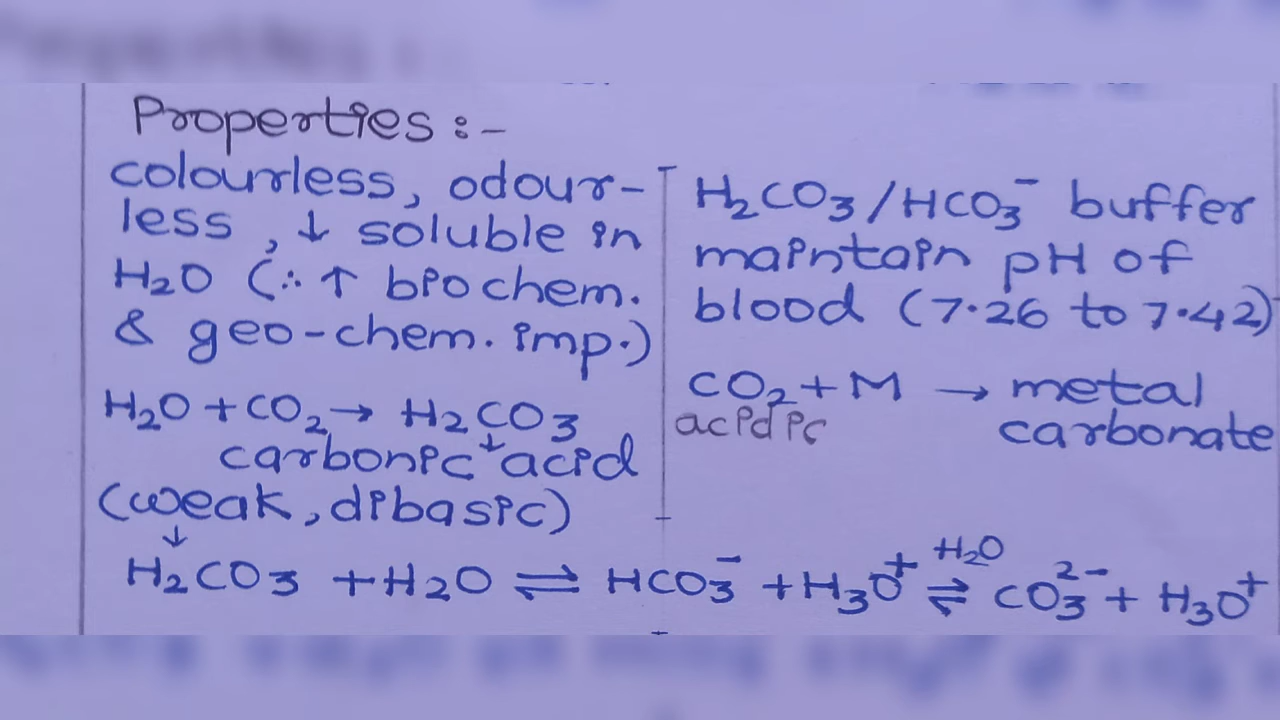 Properties :-
colourless, odour-
less, ↓ soluble in
H₂O (∴ ↑ biochem.
& geo-chem. imp.)
H₂O + CO₂ → H₂CO₃
↓
carbonic acid
(weak, dibasic)
↓
H₂CO₃/HCO₃⁻ buffer
maintain pH of
blood (7.26 to 7.42)
CO₂ + M → metal
acidic carbonate
H₂CO₃ + H₂O ⇌ HCO₃⁻ + H₃O⁺ H₂O ⇌ CO₃²⁻ + H₃O⁺